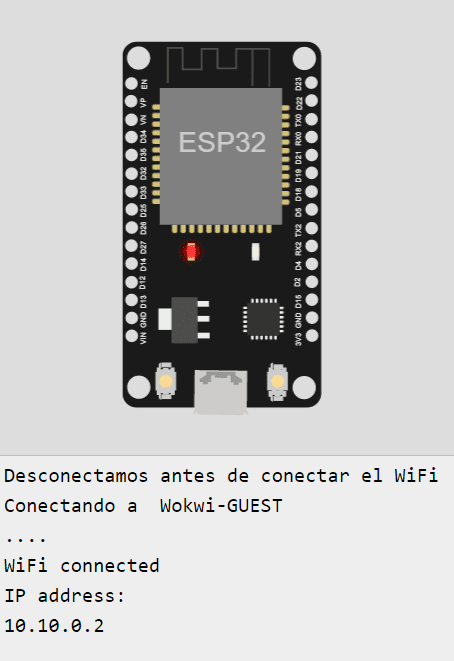 ESP32
EN
VP
VN
D34
D35
D32
D33
D25
D26
D27
D14
D12
D13
GND
VIN
D23
D22
TX0
RX0
D21
D19
D18
D5
TX2
RX2
D4
D2
D15
GND
3V3
Desconectamos antes de conectar el WiFi
Conectando a  Wokwi-GUEST
....
WiFi connected
IP address:
10.10.0.2